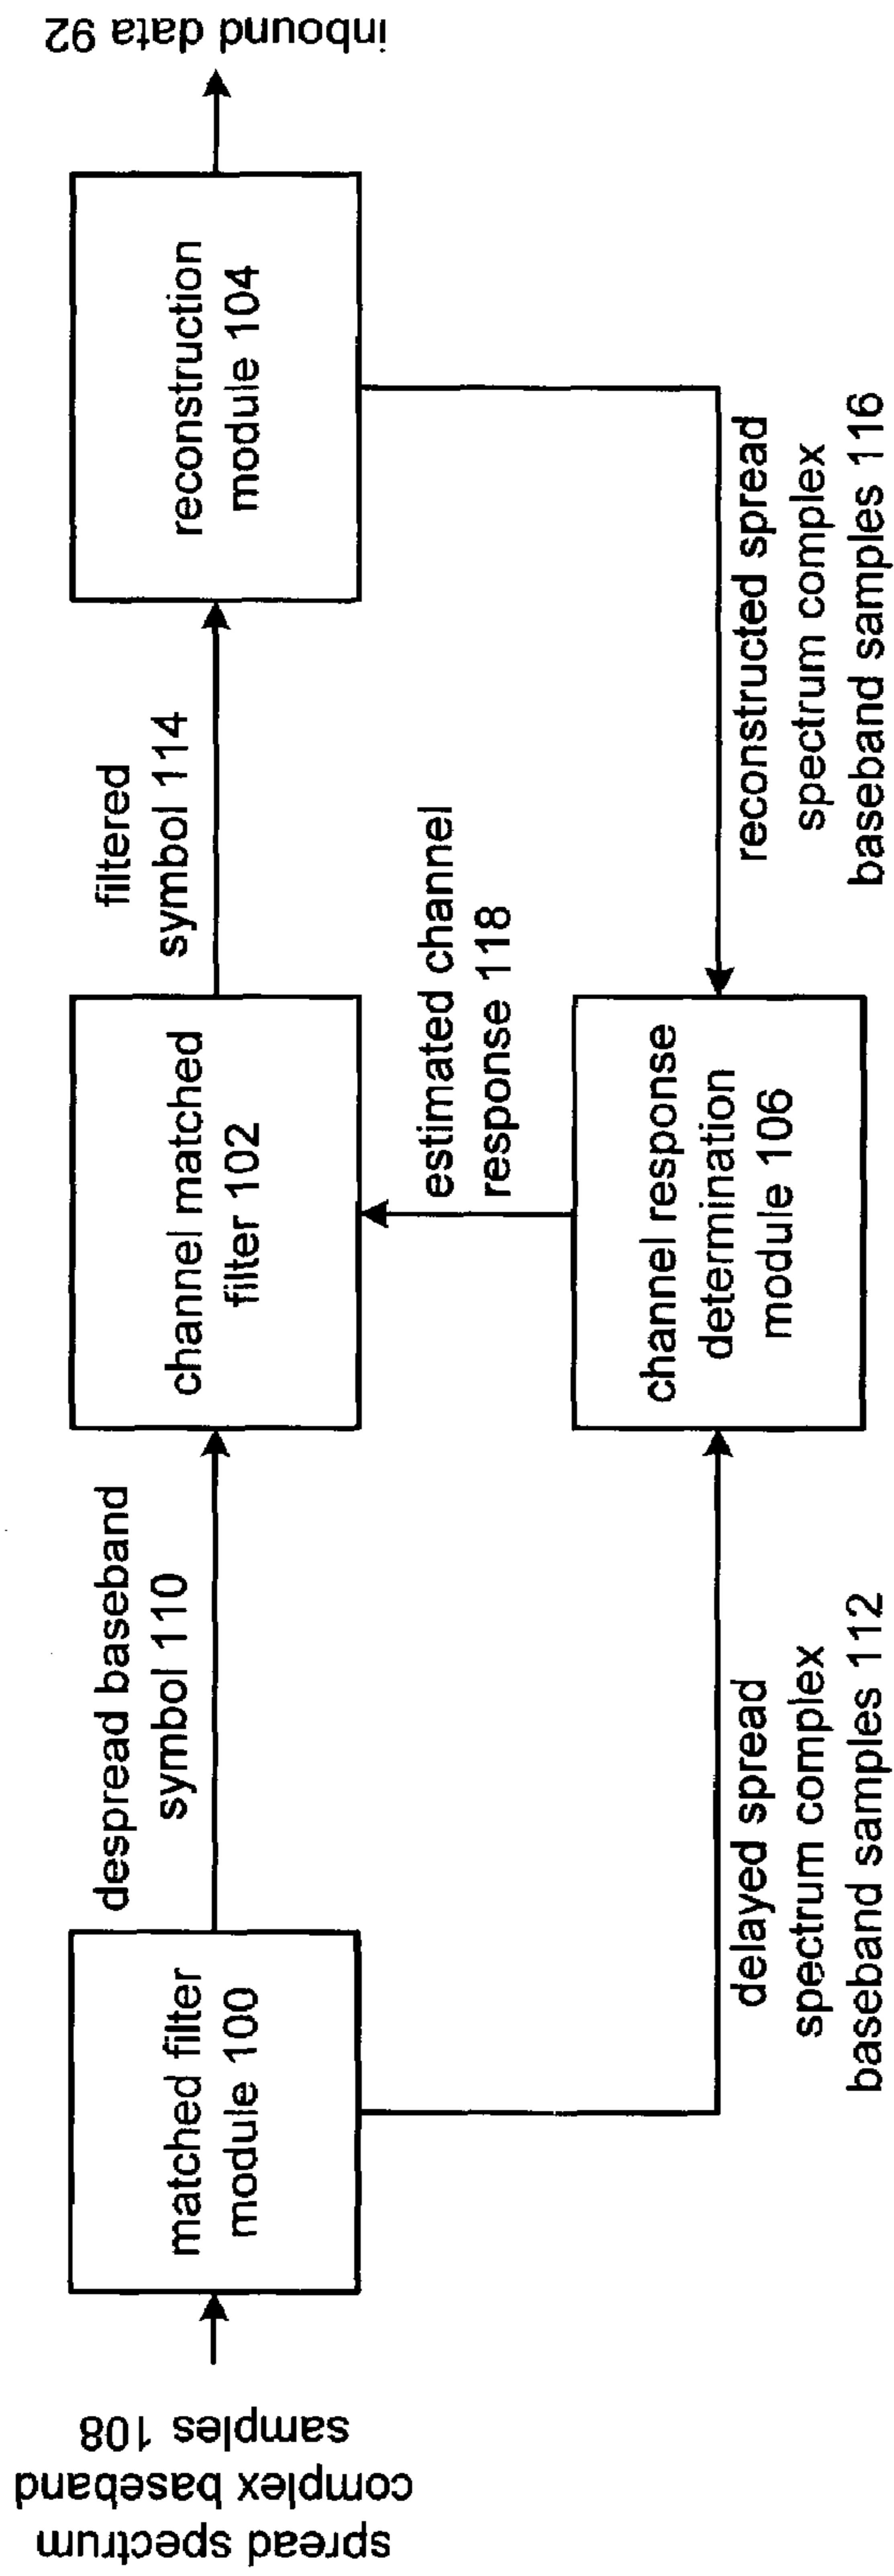 spread spectrum
complex baseband
samples 108
matched filter
module 100
despread baseband
symbol 110
channel matched
filter 102
filtered
symbol 114
reconstruction
module 104
inbound data 92
estimated channel
response 118
delayed spread
spectrum complex
baseband samples 112
channel response
determination
module 106
reconstructed spread
spectrum complex
baseband samples 116